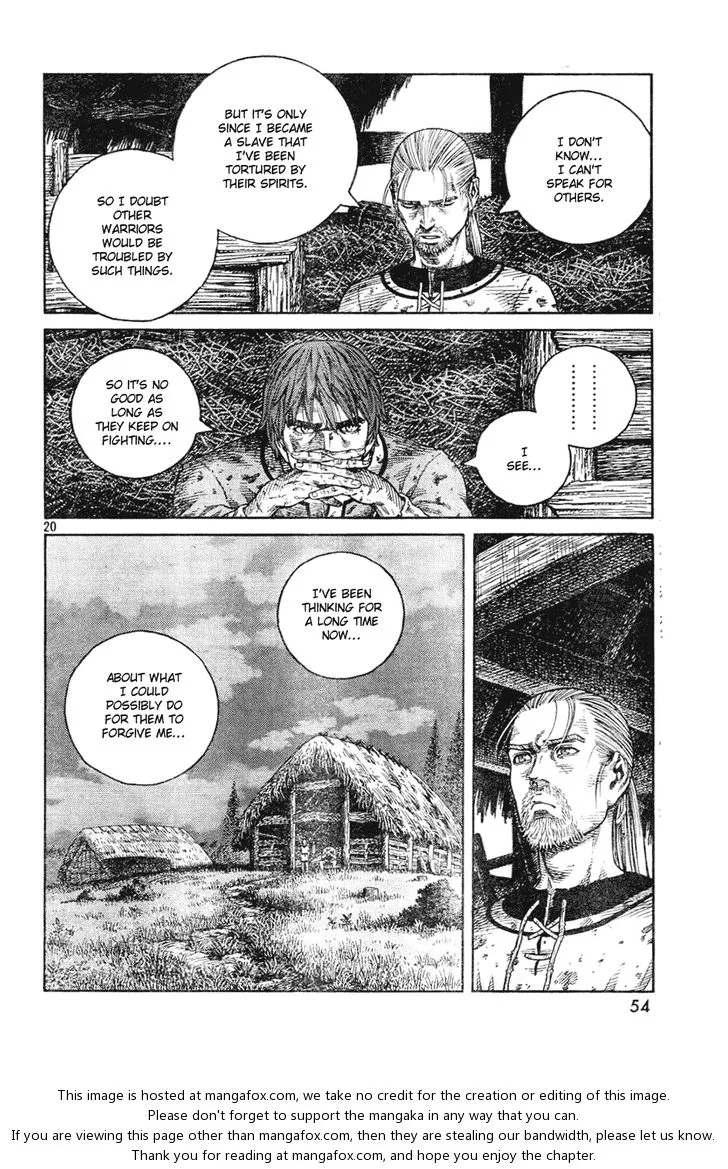 I DON'T
KNOW...
I CAN'T
SPEAK FOR
OTHERS.
BUT IT'S ONLY
SINCE I BECAME
A SLAVE THAT
I'VE BEEN
TORTURED BY
THEIR SPIRITS.
SO I DOUBT
OTHER
WARRIORS
WOULD BE
TROUBLED BY
SUCH THINGS.
I
SEE...
SO IT'S NO
GOOD AS
LONG AS
THEY KEEP ON
FIGHTING....
20
I'VE BEEN
THINKING FOR
A LONG TIME
NOW...
ABOUT WHAT
I COULD
POSSIBLY DO
FOR THEM TO
FORGIVE ME...
54
This image is hosted at mangafox.com, we take no credit for the creation or editing of this image.
Please don't forget to support the mangaka in any way that you can.
If you are viewing this page other than mangafox.com, then they are stealing our bandwidth, please let us know.
Thank you for reading at mangafox.com, and hope you enjoy the chapter.